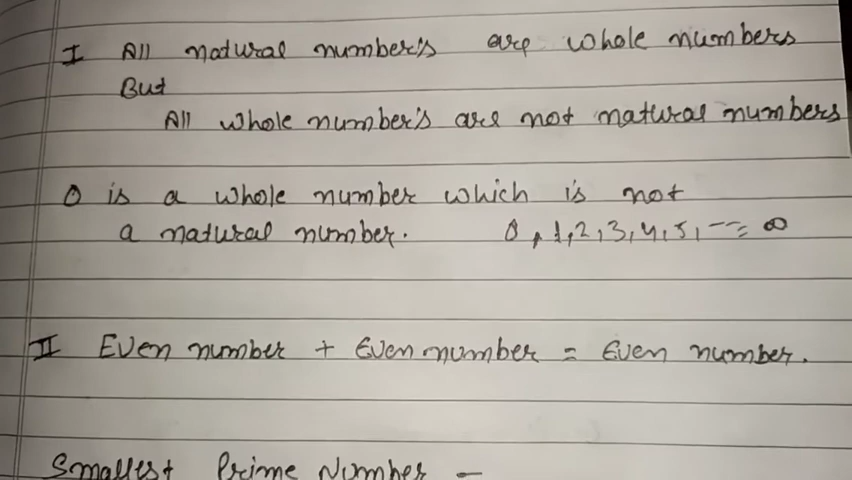 I All natural number's are whole numbers
But
All whole number's are not natural numbers
0 is a whole number which is not
a natural number. 0, 1, 2, 3, 4, 5, --- ∞
II Even number + Even number = Even number.
Smallest Prime Number -